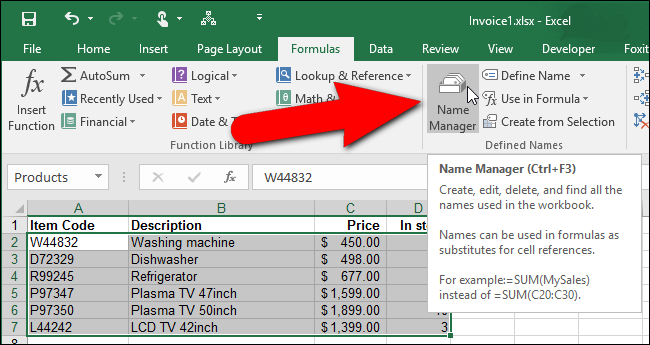 Invoice1.xlsx - Excel
File Home Insert Page Layout Formulas Data Review View Developer Foxit
fx Σ AutoSum Logical Lookup & Reference Define Name
Insert Function Recently Used Text Math & Name Manager Use in Formula
Financial Date & Create from Selection
Function Library Defined Names
Products fx W44832
Name Manager (Ctrl+F3)
Create, edit, delete, and find all the
names used in the workbook.
Names can be used in formulas as
substitutes for cell references.
For example:=SUM(MySales)
instead of =SUM(C20:C30).
A B C D
1 Item Code Description Price In st
2 W44832 Washing machine $ 450.00
3 D72329 Dishwasher $ 498.00
4 R99245 Refrigerator $ 677.00
5 P97347 Plasma TV 47inch $ 1,599.00
6 P97350 Plasma TV 50inch $ 1,899.00
7 L44242 LCD TV 42inch $ 1,399.00 3